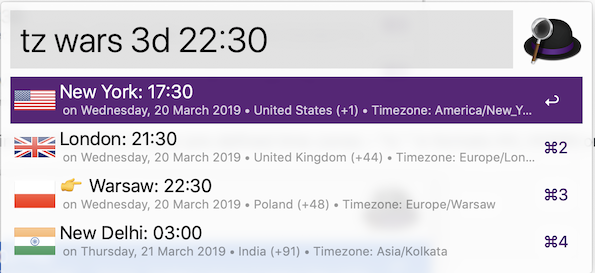 tz wars 3d 22:30
New York: 17:30
on Wednesday, 20 March 2019 • United States (+1) • Timezone: America/New_Y...
London: 21:30
on Wednesday, 20 March 2019 • United Kingdom (+44) • Timezone: Europe/Lon... ⌘2
👉 Warsaw: 22:30
on Wednesday, 20 March 2019 • Poland (+48) • Timezone: Europe/Warsaw ⌘3
New Delhi: 03:00
on Thursday, 21 March 2019 • India (+91) • Timezone: Asia/Kolkata ⌘4